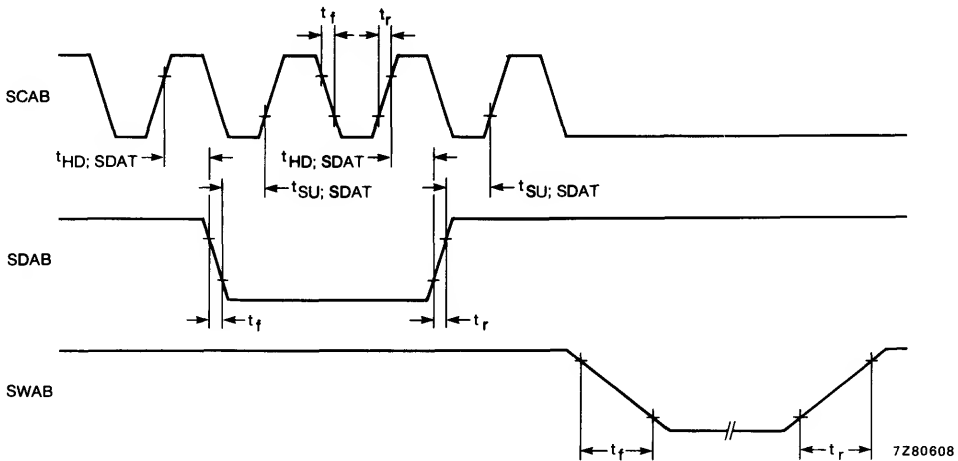 tf tr
SCAB
tHD; SDAT tHD; SDAT
tSU; SDAT tSU; SDAT
SDAB
tf tr
SWAB
tf tr
7Z80608